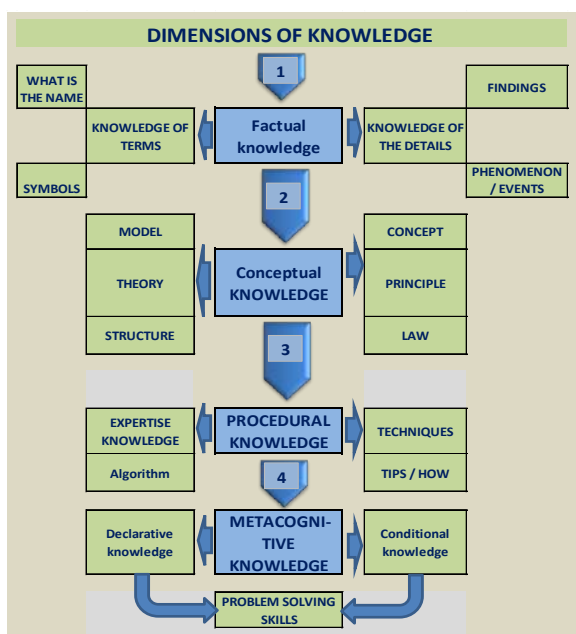 DIMENSIONS OF KNOWLEDGE
1
WHAT IS
THE NAME
FINDINGS
KNOWLEDGE OF
TERMS
Factual
knowledge
KNOWLEDGE OF
THE DETAILS
SYMBOLS
PHENOMENON
/ EVENTS
2
MODEL
CONCEPT
THEORY
Conceptual
KNOWLEDGE
PRINCIPLE
STRUCTURE
LAW
3
EXPERTISE
KNOWLEDGE
PROCEDURAL
KNOWLEDGE
TECHNIQUES
Algorithm
TIPS / HOW
4
Declarative
knowledge
METACOGNI-
TIVE
KNOWLEDGE
Conditional
knowledge
PROBLEM SOLVING
SKILLS